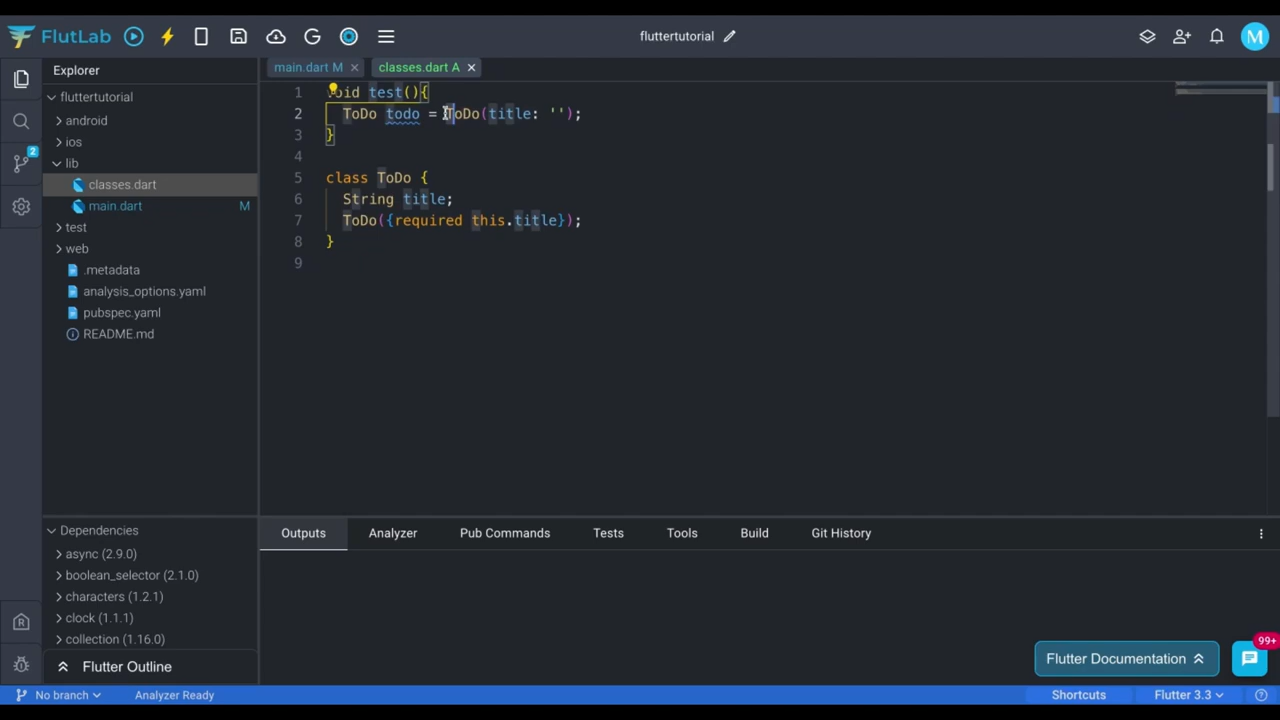 FlutLab
fluttertutorial
M
Explorer
main.dart M
classes.dart A
fluttertutorial
android
ios
lib
classes.dart
main.dart M
test
web
.metadata
analysis_options.yaml
pubspec.yaml
README.md
2
1 void test(){
2 ToDo todo = ToDo(title: '');
3 }
4
5 class ToDo {
6 String title;
7 ToDo({required this.title});
8 }
9
Dependencies
async (2.9.0)
boolean_selector (2.1.0)
characters (1.2.1)
clock (1.1.1)
collection (1.16.0)
Flutter Outline
Outputs Analyzer Pub Commands Tests Tools Build Git History
99+
Flutter Documentation
No branch Analyzer Ready Shortcuts Flutter 3.3